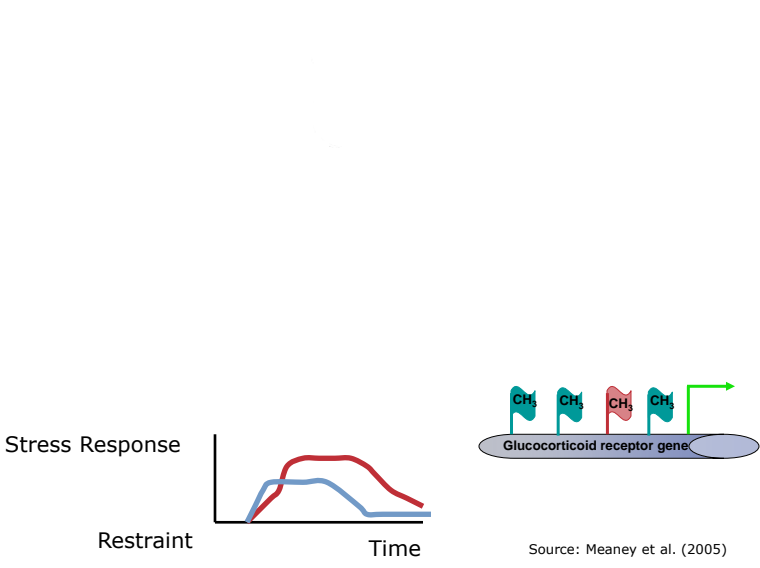 CH₃ CH₃ CH₃ CH₃
Glucocorticoid receptor gene
Stress Response
Restraint
Time
Source: Meaney et al. (2005)